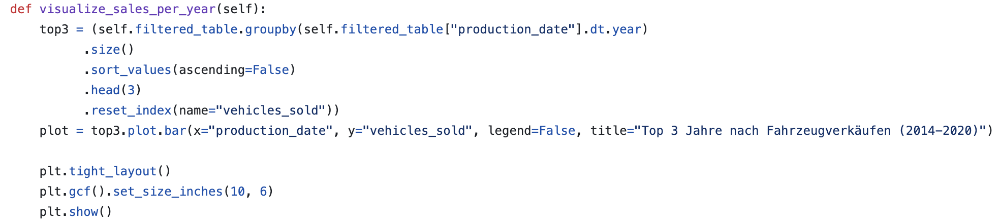 def visualize_sales_per_year(self):
    top3 = (self.filtered_table.groupby(self.filtered_table["production_date"].dt.year)
          .size()
          .sort_values(ascending=False)
          .head(3)
          .reset_index(name="vehicles_sold"))
    plot = top3.plot.bar(x="production_date", y="vehicles_sold", legend=False, title="Top 3 Jahre nach Fahrzeugverkäufen (2014–2020)")

    plt.tight_layout()
    plt.gcf().set_size_inches(10, 6)
    plt.show()